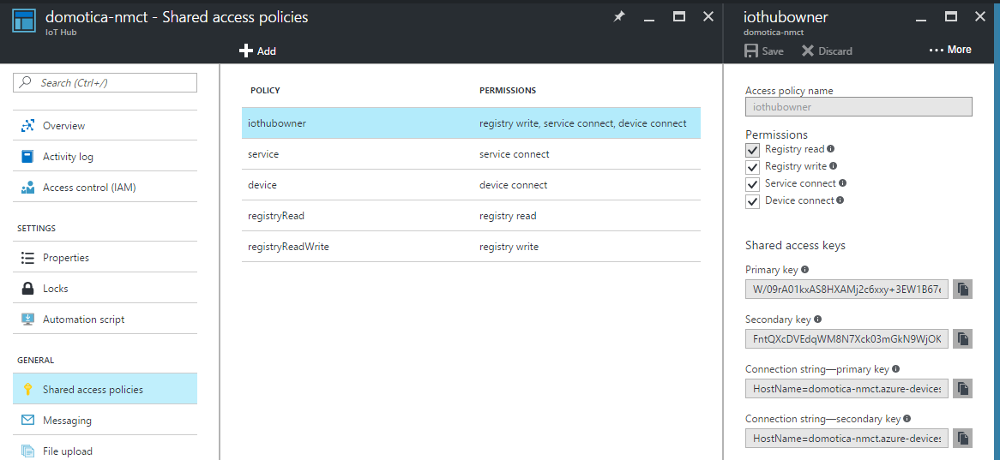 domotica-nmct - Shared access policies
IoT Hub
Add
Search (Ctrl+/)
Overview
Activity log
Access control (IAM)
SETTINGS
Properties
Locks
Automation script
GENERAL
Shared access policies
Messaging
File upload
POLICY PERMISSIONS
iothubowner registry write, service connect, device connect
service service connect
device device connect
registryRead registry read
registryReadWrite registry write
iothubowner
domotica-nmct
Save Discard More
Access policy name
iothubowner
Permissions
Registry read
Registry write
Service connect
Device connect
Shared access keys
Primary key
W/09rA01kxAS8HXAMj2c6xxy+3EW1B67e
Secondary key
FntQXcDVEdqWM8N7Xck03mGkN9WjOK
Connection string—primary key
HostName=domotica-nmct.azure-devices
Connection string—secondary key
HostName=domotica-nmct.azure-devices